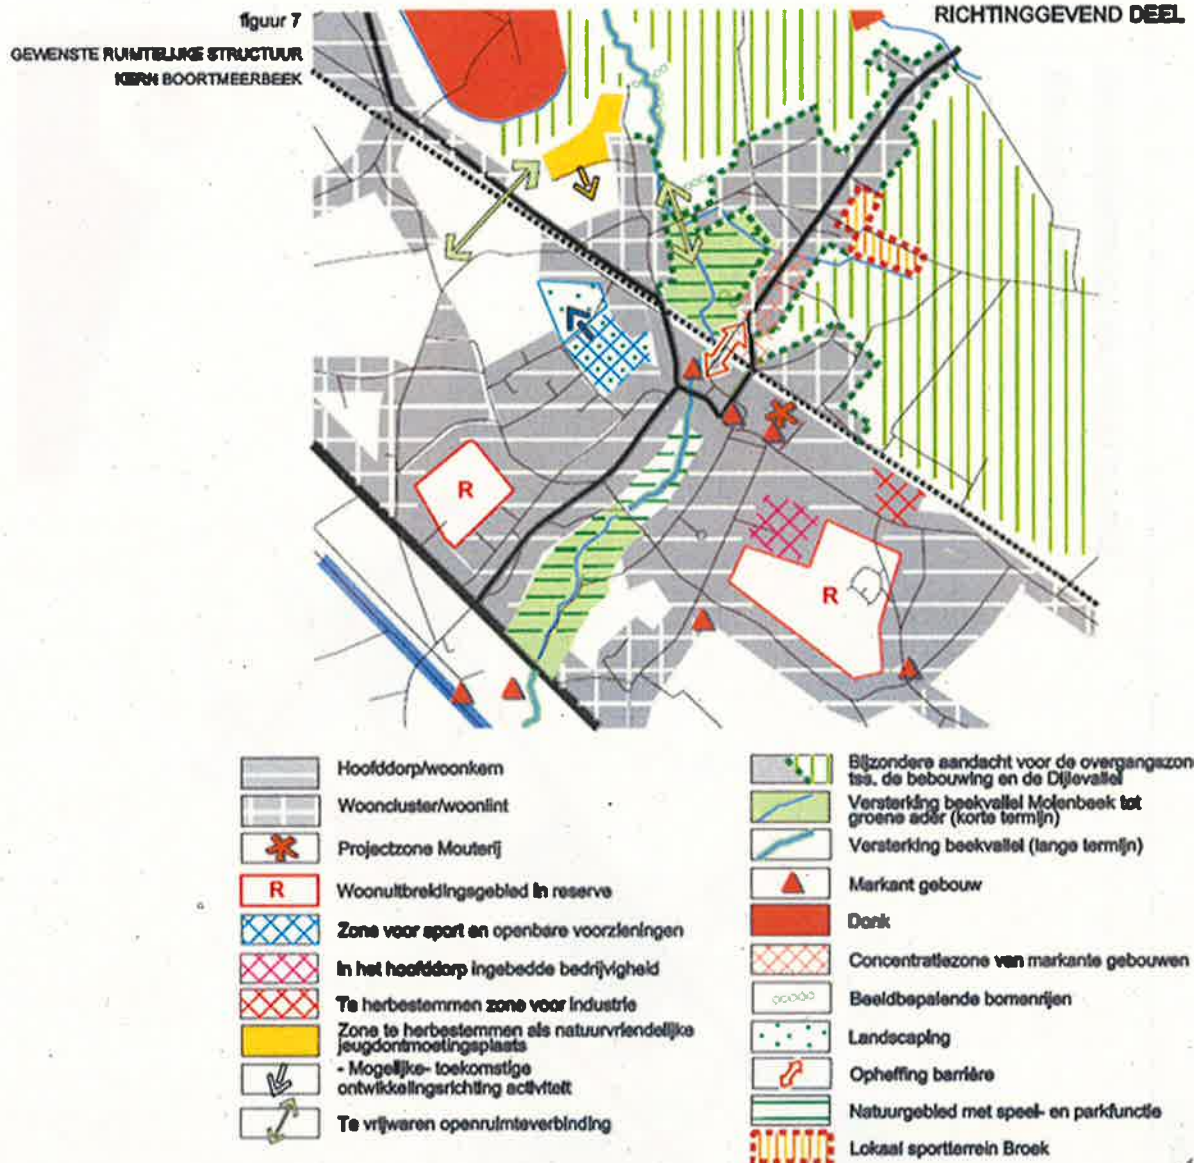 figuur 7
RICHTINGGEVEND DEEL
GEWENSTE RUIMTELIJKE STRUCTUUR
KERN BOORTMEERBEEK
R
R
Hoofddorp/woonkern
Wooncluster/woonlint
Projectzone Mouterij
R
Woonuitbreidingsgebied in reserve
Zone voor sport en openbare voorzieningen
In het hoofddorp ingebedde bedrijvigheid
Te herbestemmen zone voor industrie
Zone te herbestemmen als natuurvriendelijke
jeugdontmoetingsplaats
- Mogelijke- toekomstige
ontwikkelingsrichting activiteit
Te vrijwaren openruimteverbinding
Bijzondere aandacht voor de overgangszon
tss. de bebouwing en de Dijlevallei
Versterking beekvallei Molenbeek tot
groene ader (korte termijn)
Versterking beekvallei (lange termijn)
Markant gebouw
Donk
Concentratiezone van markante gebouwen
Beeldbepalende bomenrijen
Landscaping
Opheffing barrière
Natuurgebied met speel- en parkfunctie
Lokaal sportterrein Broek